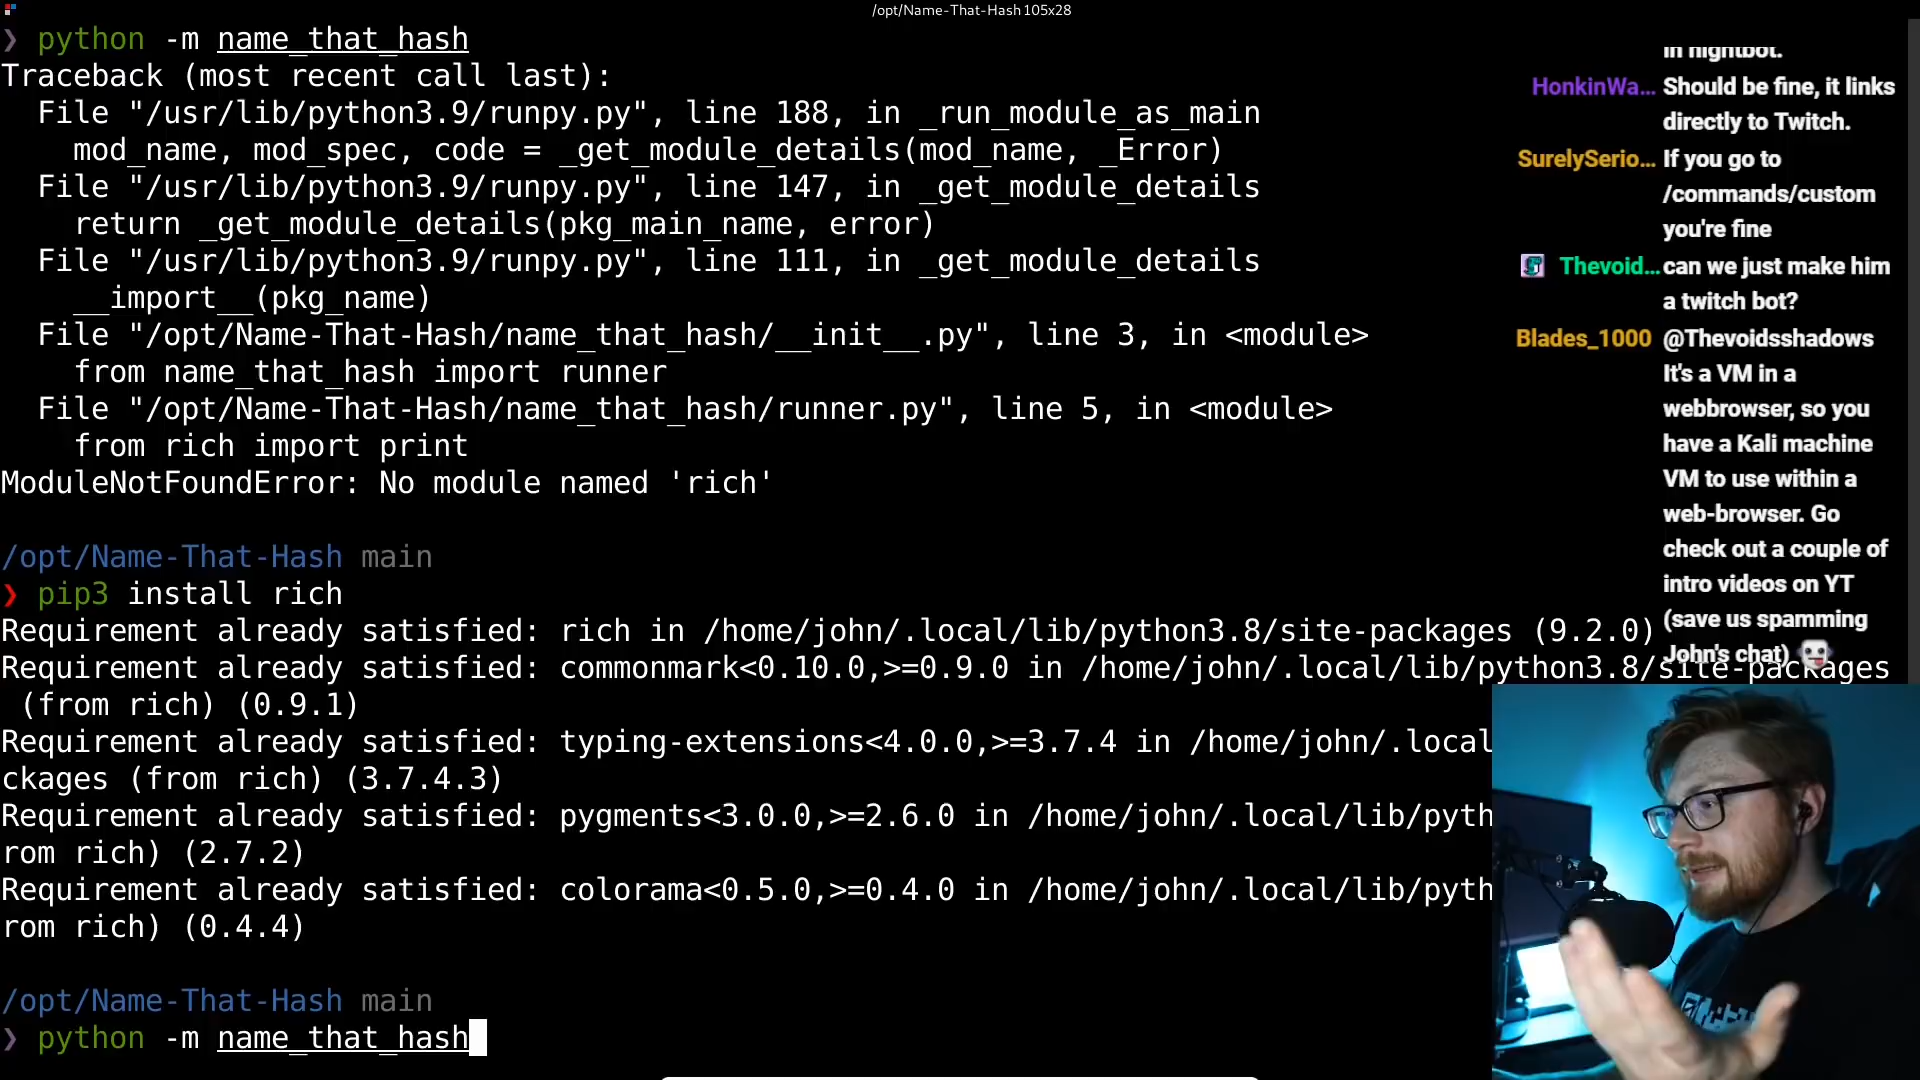 /opt/Name-That-Hash 105x28
❯ python -m name_that_hash
Traceback (most recent call last):
  File "/usr/lib/python3.9/runpy.py", line 188, in _run_module_as_main
    mod_name, mod_spec, code = _get_module_details(mod_name, _Error)
  File "/usr/lib/python3.9/runpy.py", line 147, in _get_module_details
    return _get_module_details(pkg_main_name, error)
  File "/usr/lib/python3.9/runpy.py", line 111, in _get_module_details
    __import__(pkg_name)
  File "/opt/Name-That-Hash/name_that_hash/__init__.py", line 3, in <module>
    from name_that_hash import runner
  File "/opt/Name-That-Hash/name_that_hash/runner.py", line 5, in <module>
    from rich import print
ModuleNotFoundError: No module named 'rich'
/opt/Name-That-Hash main
❯ pip3 install rich
Requirement already satisfied: rich in /home/john/.local/lib/python3.8/site-packages (9.2.0)
Requirement already satisfied: commonmark<0.10.0,>=0.9.0 in /home/john/.local/lib/python3.8/site-packages
 (from rich) (0.9.1)
Requirement already satisfied: typing-extensions<4.0.0,>=3.7.4 in /home/john/.local
ckages (from rich) (3.7.4.3)
Requirement already satisfied: pygments<3.0.0,>=2.6.0 in /home/john/.local/lib/pyth
rom rich) (2.7.2)
Requirement already satisfied: colorama<0.5.0,>=0.4.0 in /home/john/.local/lib/pyth
rom rich) (0.4.4)
/opt/Name-That-Hash main
❯ python -m name_that_hash
in nightbot.
HonkinWa... Should be fine, it links
directly to Twitch.
SurelySerio... If you go to
/commands/custom
you're fine
Thevoid... can we just make him
a twitch bot?
Blades_1000 @Thevoidsshadows
It's a VM in a
webbrowser, so you
have a Kali machine
VM to use within a
web-browser. Go
check out a couple of
intro videos on YT
(save us spamming
John's chat)